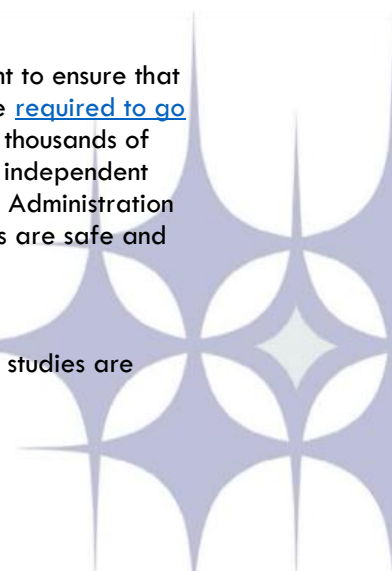 nt to ensure that
e required to go
thousands of
independent
Administration
s are safe and
studies are